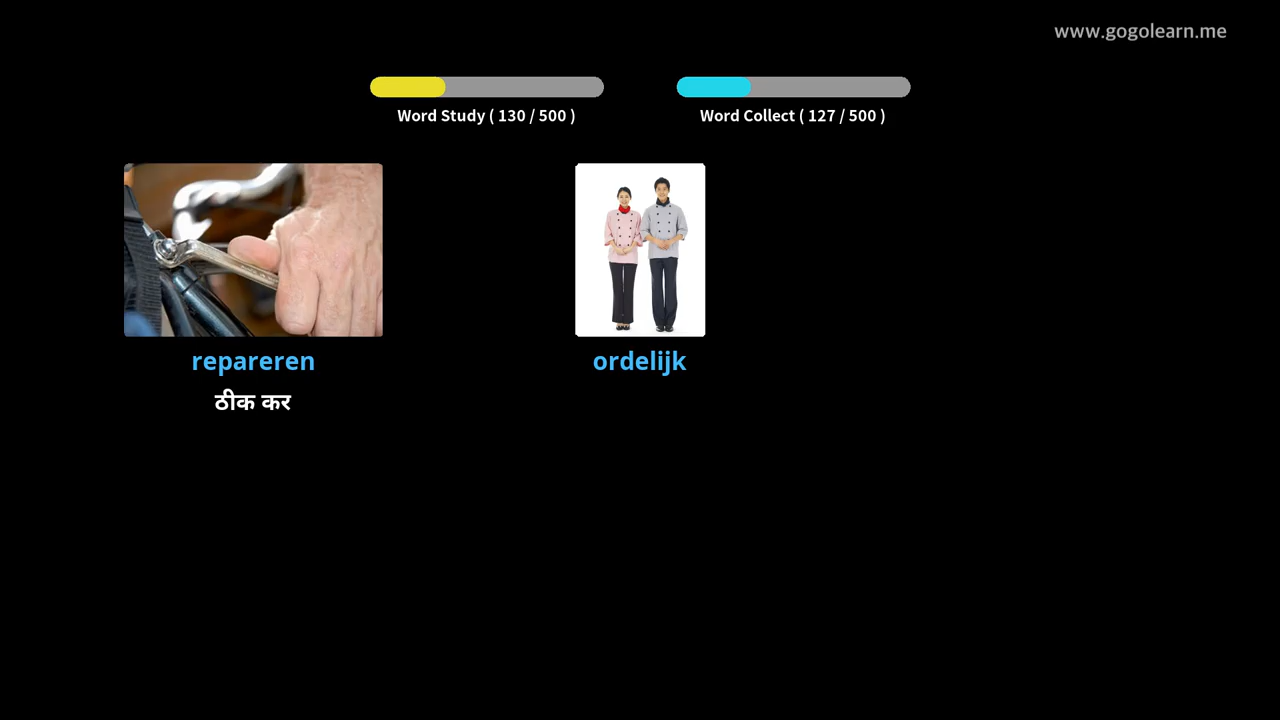 www.gogolearn.me
Word Study ( 130 / 500 )
Word Collect ( 127 / 500 )
repareren
ठीक कर
ordelijk